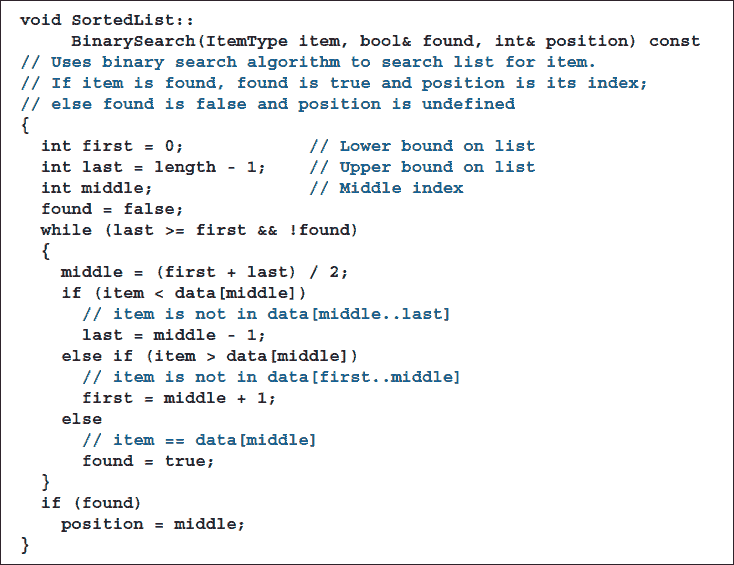 void SortedList::
     BinarySearch(ItemType item, bool& found, int& position) const
// Uses binary search algorithm to search list for item.
// If item is found, found is true and position is its index;
// else found is false and position is undefined
{
  int first = 0;            // Lower bound on list
  int last = length - 1;    // Upper bound on list
  int middle;               // Middle index
  found = false;
  while (last >= first && !found)
  {
    middle = (first + last) / 2;
    if (item < data[middle])
      // item is not in data[middle..last]
      last = middle - 1;
    else if (item > data[middle])
      // item is not in data[first..middle]
      first = middle + 1;
    else
      // item == data[middle]
      found = true;
  }
  if (found)
    position = middle;
}